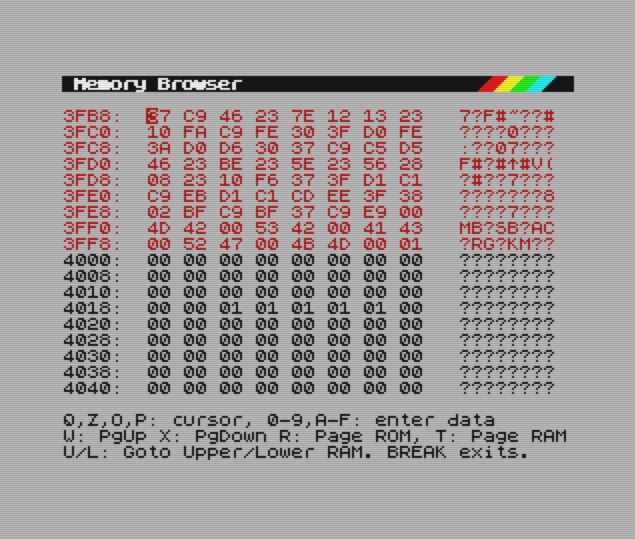 Memory Browser
3FB8: 37 C9 46 23 7E 12 13 23 7?F#~??#
3FC0: 10 FA C9 FE 30 3F D0 FE ????0???
3FC8: 3A D0 D6 30 37 C9 C5 D5 :??07???
3FD0: 46 23 BE 23 5E 23 56 28 F#?#↑#V(
3FD8: 08 23 10 F6 37 3F D1 C1 ?#??7???
3FE0: C9 EB D1 C1 CD EE 3F 38 ???????8
3FE8: 02 BF C9 BF 37 C9 E9 00 ????7???
3FF0: 4D 42 00 53 42 00 41 43 MB?SB?AC
3FF8: 00 52 47 00 4B 4D 00 01 ?RG?KM??
4000: 00 00 00 00 00 00 00 00 ????????
4008: 00 00 00 00 00 00 00 00 ????????
4010: 00 00 00 00 00 00 00 00 ????????
4018: 00 00 01 01 01 01 01 00 ????????
4020: 00 00 00 00 00 00 00 00 ????????
4028: 00 00 00 00 00 00 00 00 ????????
4030: 00 00 00 00 00 00 00 00 ????????
4038: 00 00 00 00 00 00 00 00 ????????
4040: 00 00 00 00 00 00 00 00 ????????
Q,Z,O,P: cursor, 0-9,A-F: enter data
W: PgUp X: PgDown R: Page ROM, T: Page RAM
U/L: Goto Upper/Lower RAM. BREAK exits.